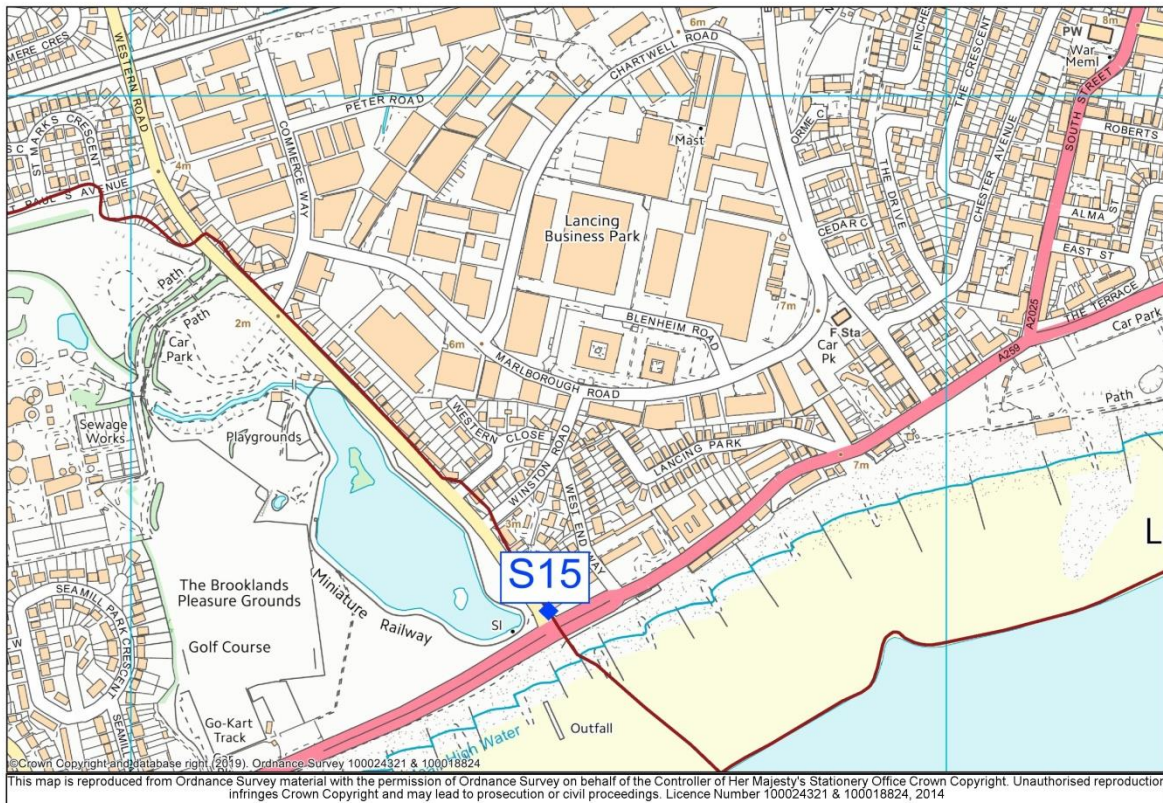 MERE CRES
WESTERN ROAD
6m
CHARTWELL ROAD
FINCH
THE CRESCENT
PW
8m
War
Meml
SOUTH STREET
PETER ROAD
COMMERCE WAY
Mast
ORME C
ROBERTS
ST MARKS CRESCENT
S C
4m
T PAUL'S AVENUE
THE DRIVE
CHESTER AVENUE
Lancing
Business Park
CEDAR C
ALMA ST
EAST ST
Path
Path
2m
Car
Park
7m
BLENHEIM ROAD
F Sta
Car
Pk
A2025
THE TERRACE
Car Park
A259
6m
MARLBOROUGH ROAD
Path
Sewage
Works
Playgrounds
WESTERN CLOSE
WINSTON ROAD
LANCING PARK
7m
WEST END WAY
3m
L
S15
The Brooklands
Pleasure Grounds
Miniature Railway
Sl
SEAMILL PARK CRESCENT
W
Golf Course
SEAMILL
Go-Kart
Track
Outfall
Mean High Water
©Crown Copyright and database right (2019). Ordnance Survey 100024321 & 100018824
This map is reproduced from Ordnance Survey material with the permission of Ordnance Survey on behalf of the Controller of Her Majesty's Stationery Office Crown Copyright. Unauthorised reproduction
infringes Crown Copyright and may lead to prosecution or civil proceedings. Licence Number 100024321 & 100018824, 2014